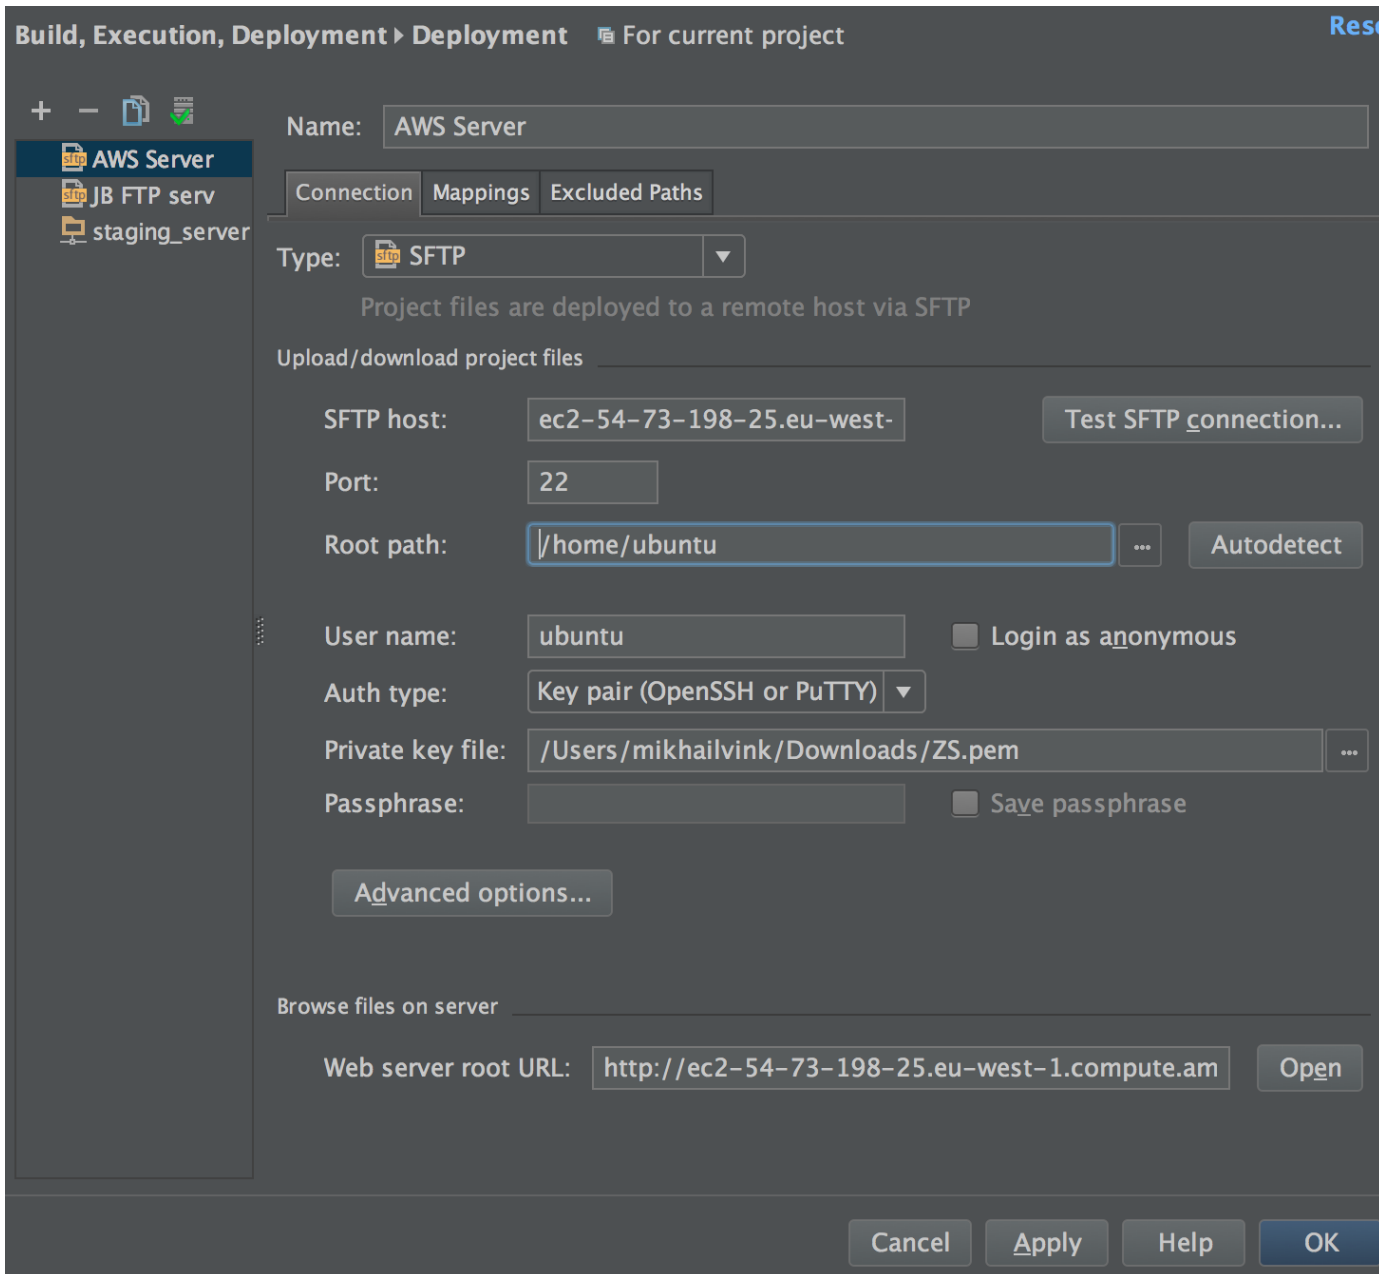 Build, Execution, Deployment › Deployment For current project
AWS Server
JB FTP serv
staging_server
Name: AWS Server
Connection Mappings Excluded Paths
Type: SFTP
Project files are deployed to a remote host via SFTP
Upload/download project files
SFTP host: ec2-54-73-198-25.eu-west- Test SFTP connection...
Port: 22
Root path: /home/ubuntu ... Autodetect
User name: ubuntu Login as anonymous
Auth type: Key pair (OpenSSH or PuTTY)
Private key file: /Users/mikhailvink/Downloads/ZS.pem ...
Passphrase: Save passphrase
Advanced options...
Browse files on server
Web server root URL: http://ec2-54-73-198-25.eu-west-1.compute.am Open
Cancel Apply Help OK